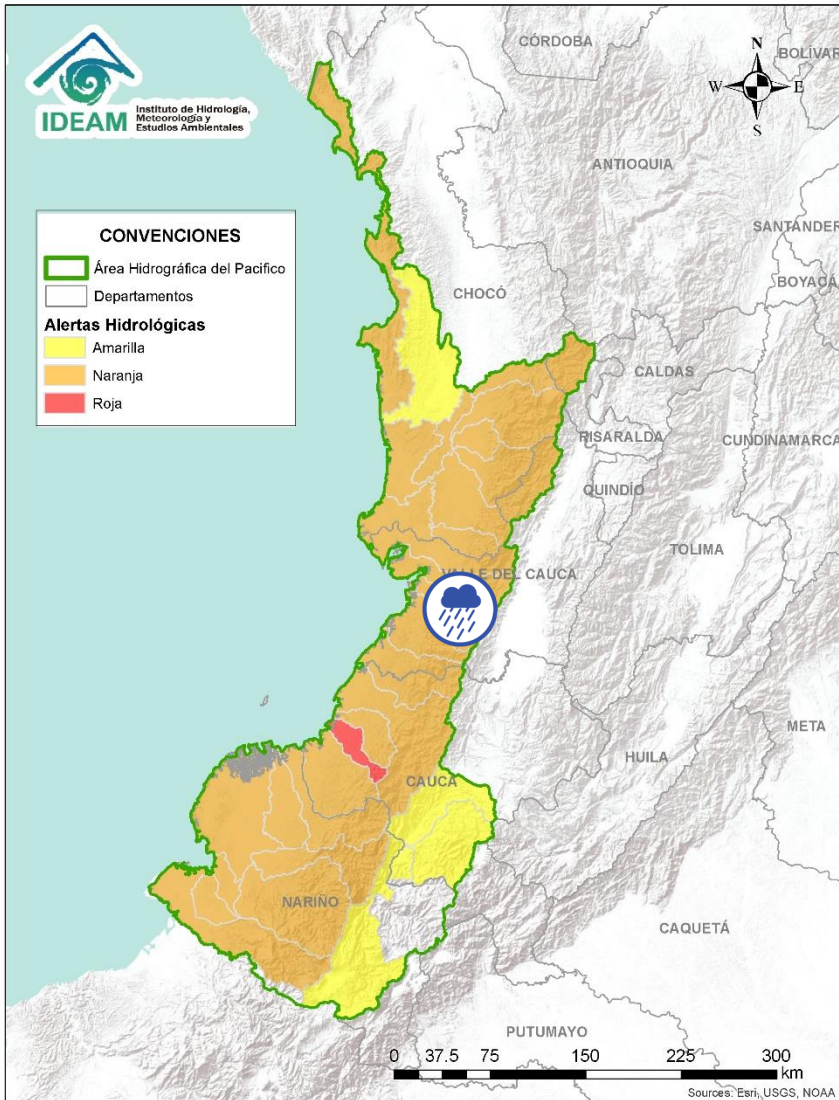 IDEAM
Instituto de Hidrología,
Meteorología y
Estudios Ambientales
CÓRDOBA
BOLÍVAR
N
W
E
S
ANTIOQUIA
SANTANDER
BOYACÁ
CONVENCIONES
Área Hidrográfica del Pacifico
Departamentos
Alertas Hidrológicas
Amarilla
Naranja
Roja
CHOCÓ
CALDAS
RISARALDA
CUNDINAMARCA
QUINDÍO
TOLIMA
VALLE DEL CAUCA
META
HUILA
CAUCA
NARIÑO
CAQUETÁ
PUTUMAYO
0 37.5 75 150 225 300
km
Sources: Esri, USGS, NOAA